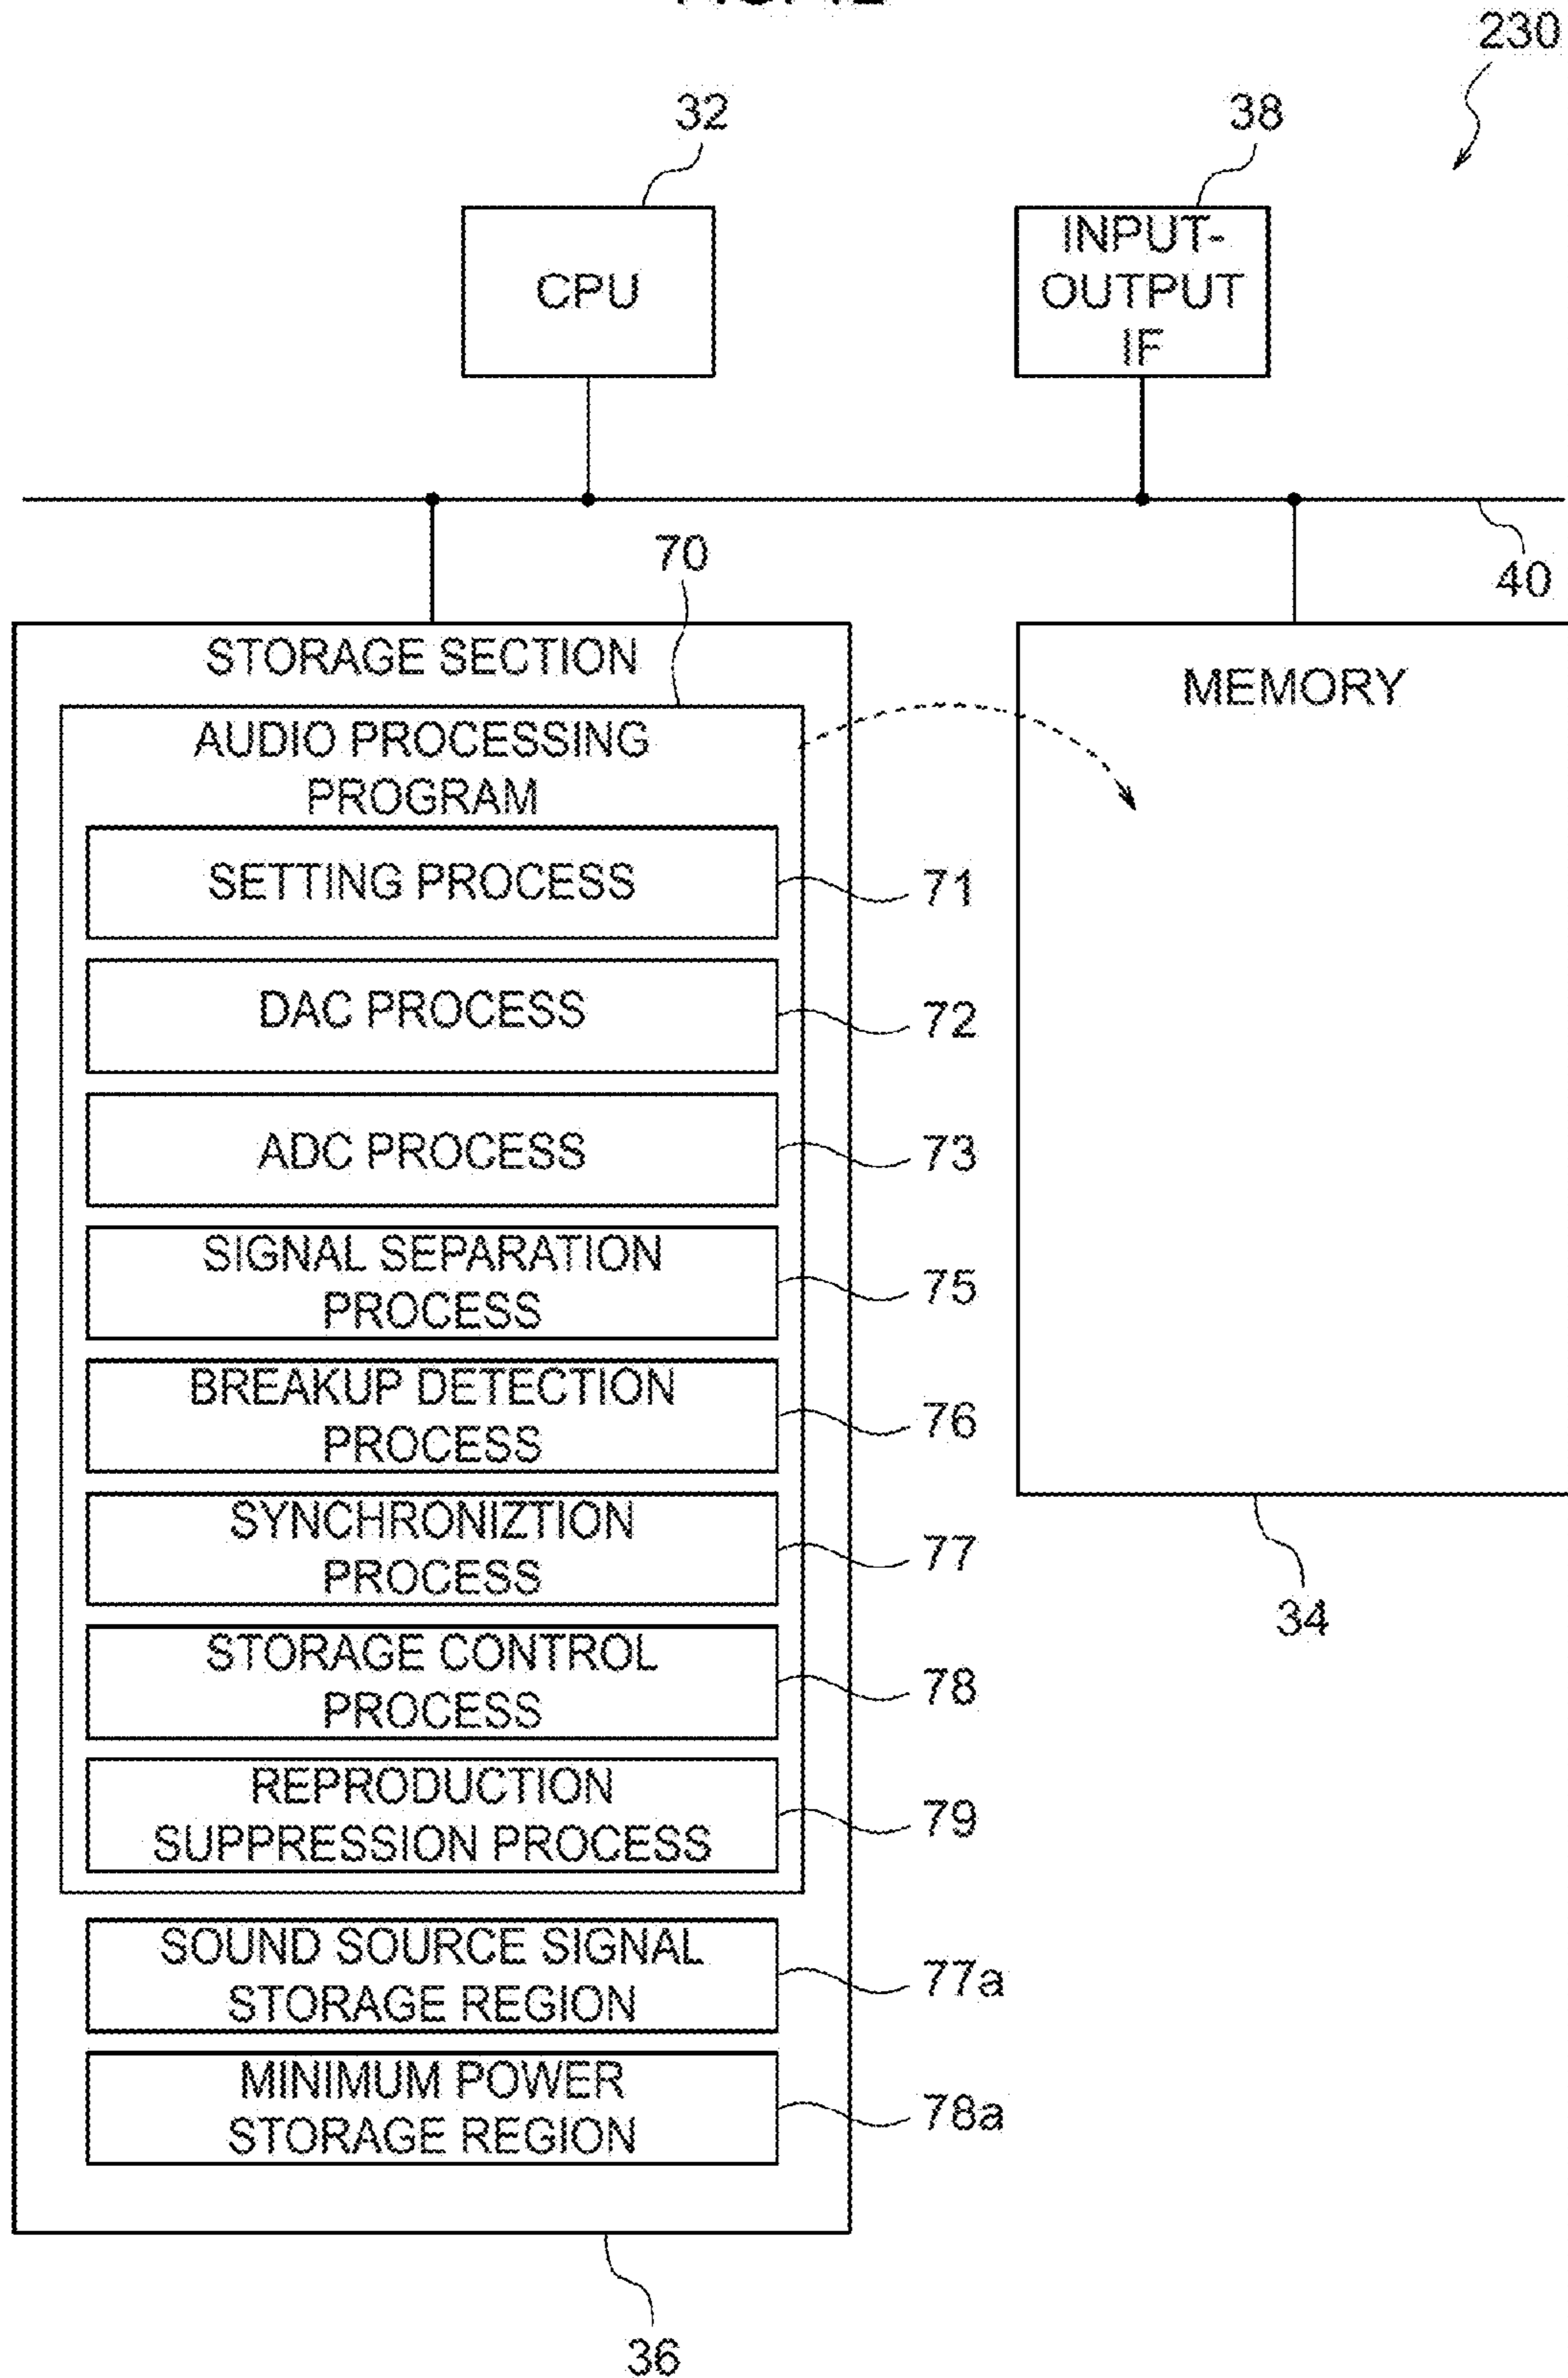 230
32
38
CPU
INPUT-
OUTPUT
IF
40
70
STORAGE SECTION
MEMORY
AUDIO PROCESSING
PROGRAM
SETTING PROCESS
71
DAC PROCESS
72
ADC PROCESS
73
SIGNAL SEPARATION
PROCESS
75
BREAKUP DETECTION
PROCESS
76
SYNCHRONIZTION
PROCESS
77
34
STORAGE CONTROL
PROCESS
78
REPRODUCTION
SUPPRESSION PROCESS
79
SOUND SOURCE SIGNAL
STORAGE REGION
77a
MINIMUM POWER
STORAGE REGION
78a
36